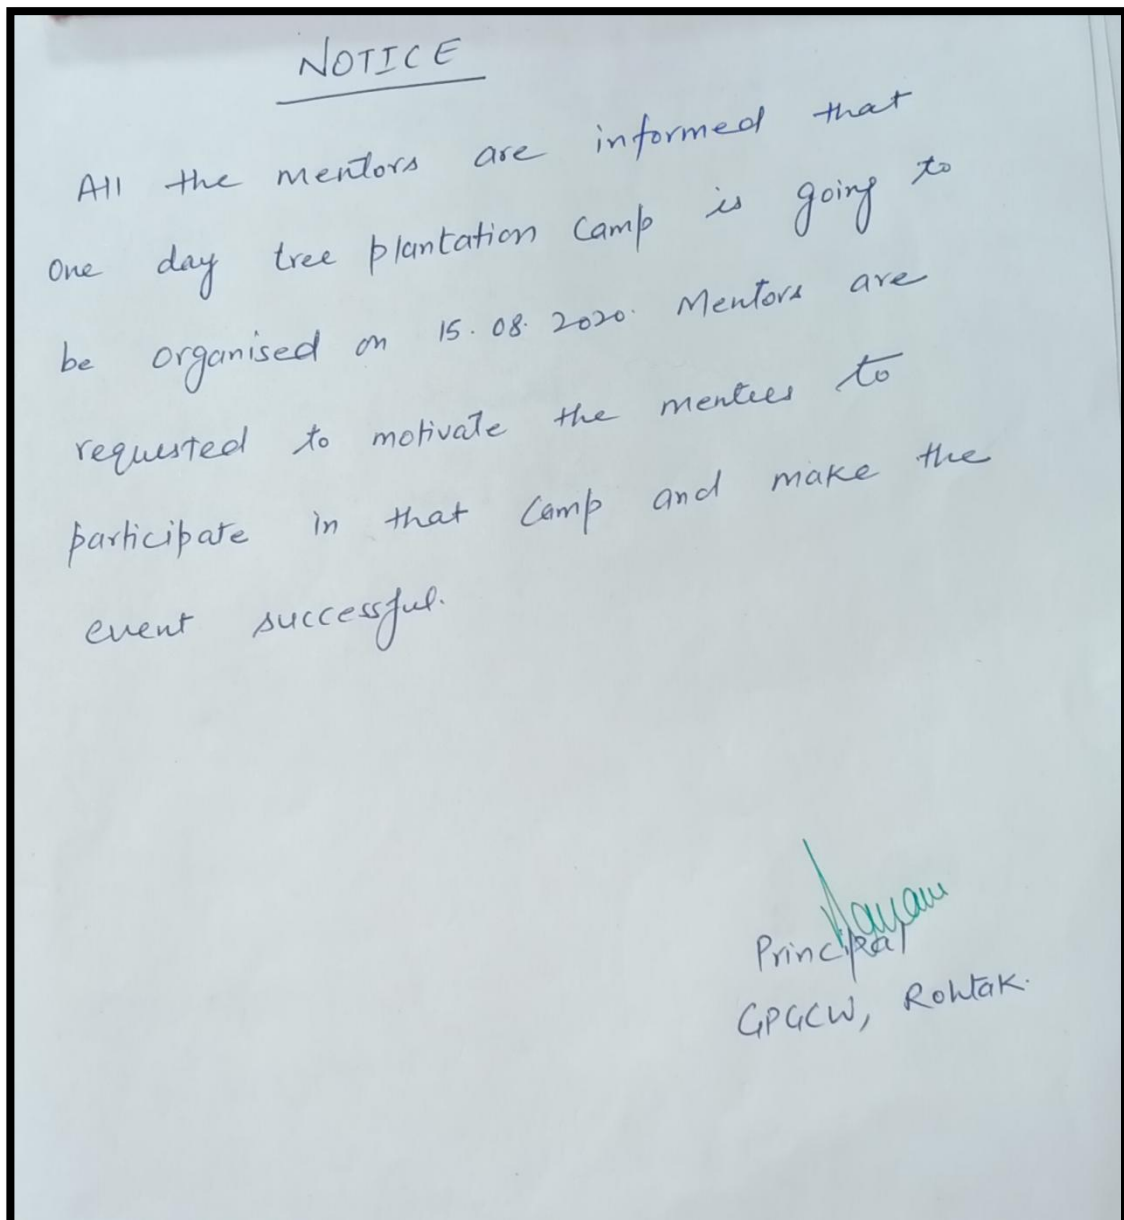 NOTICE
All the mentors are informed that
one day tree plantation camp is going to
be organised on 15.08.2020. Mentors are
requested to motivate the mentees to
participate in that camp and make the
event successful.
Principal
GPGCW, Rohtak.